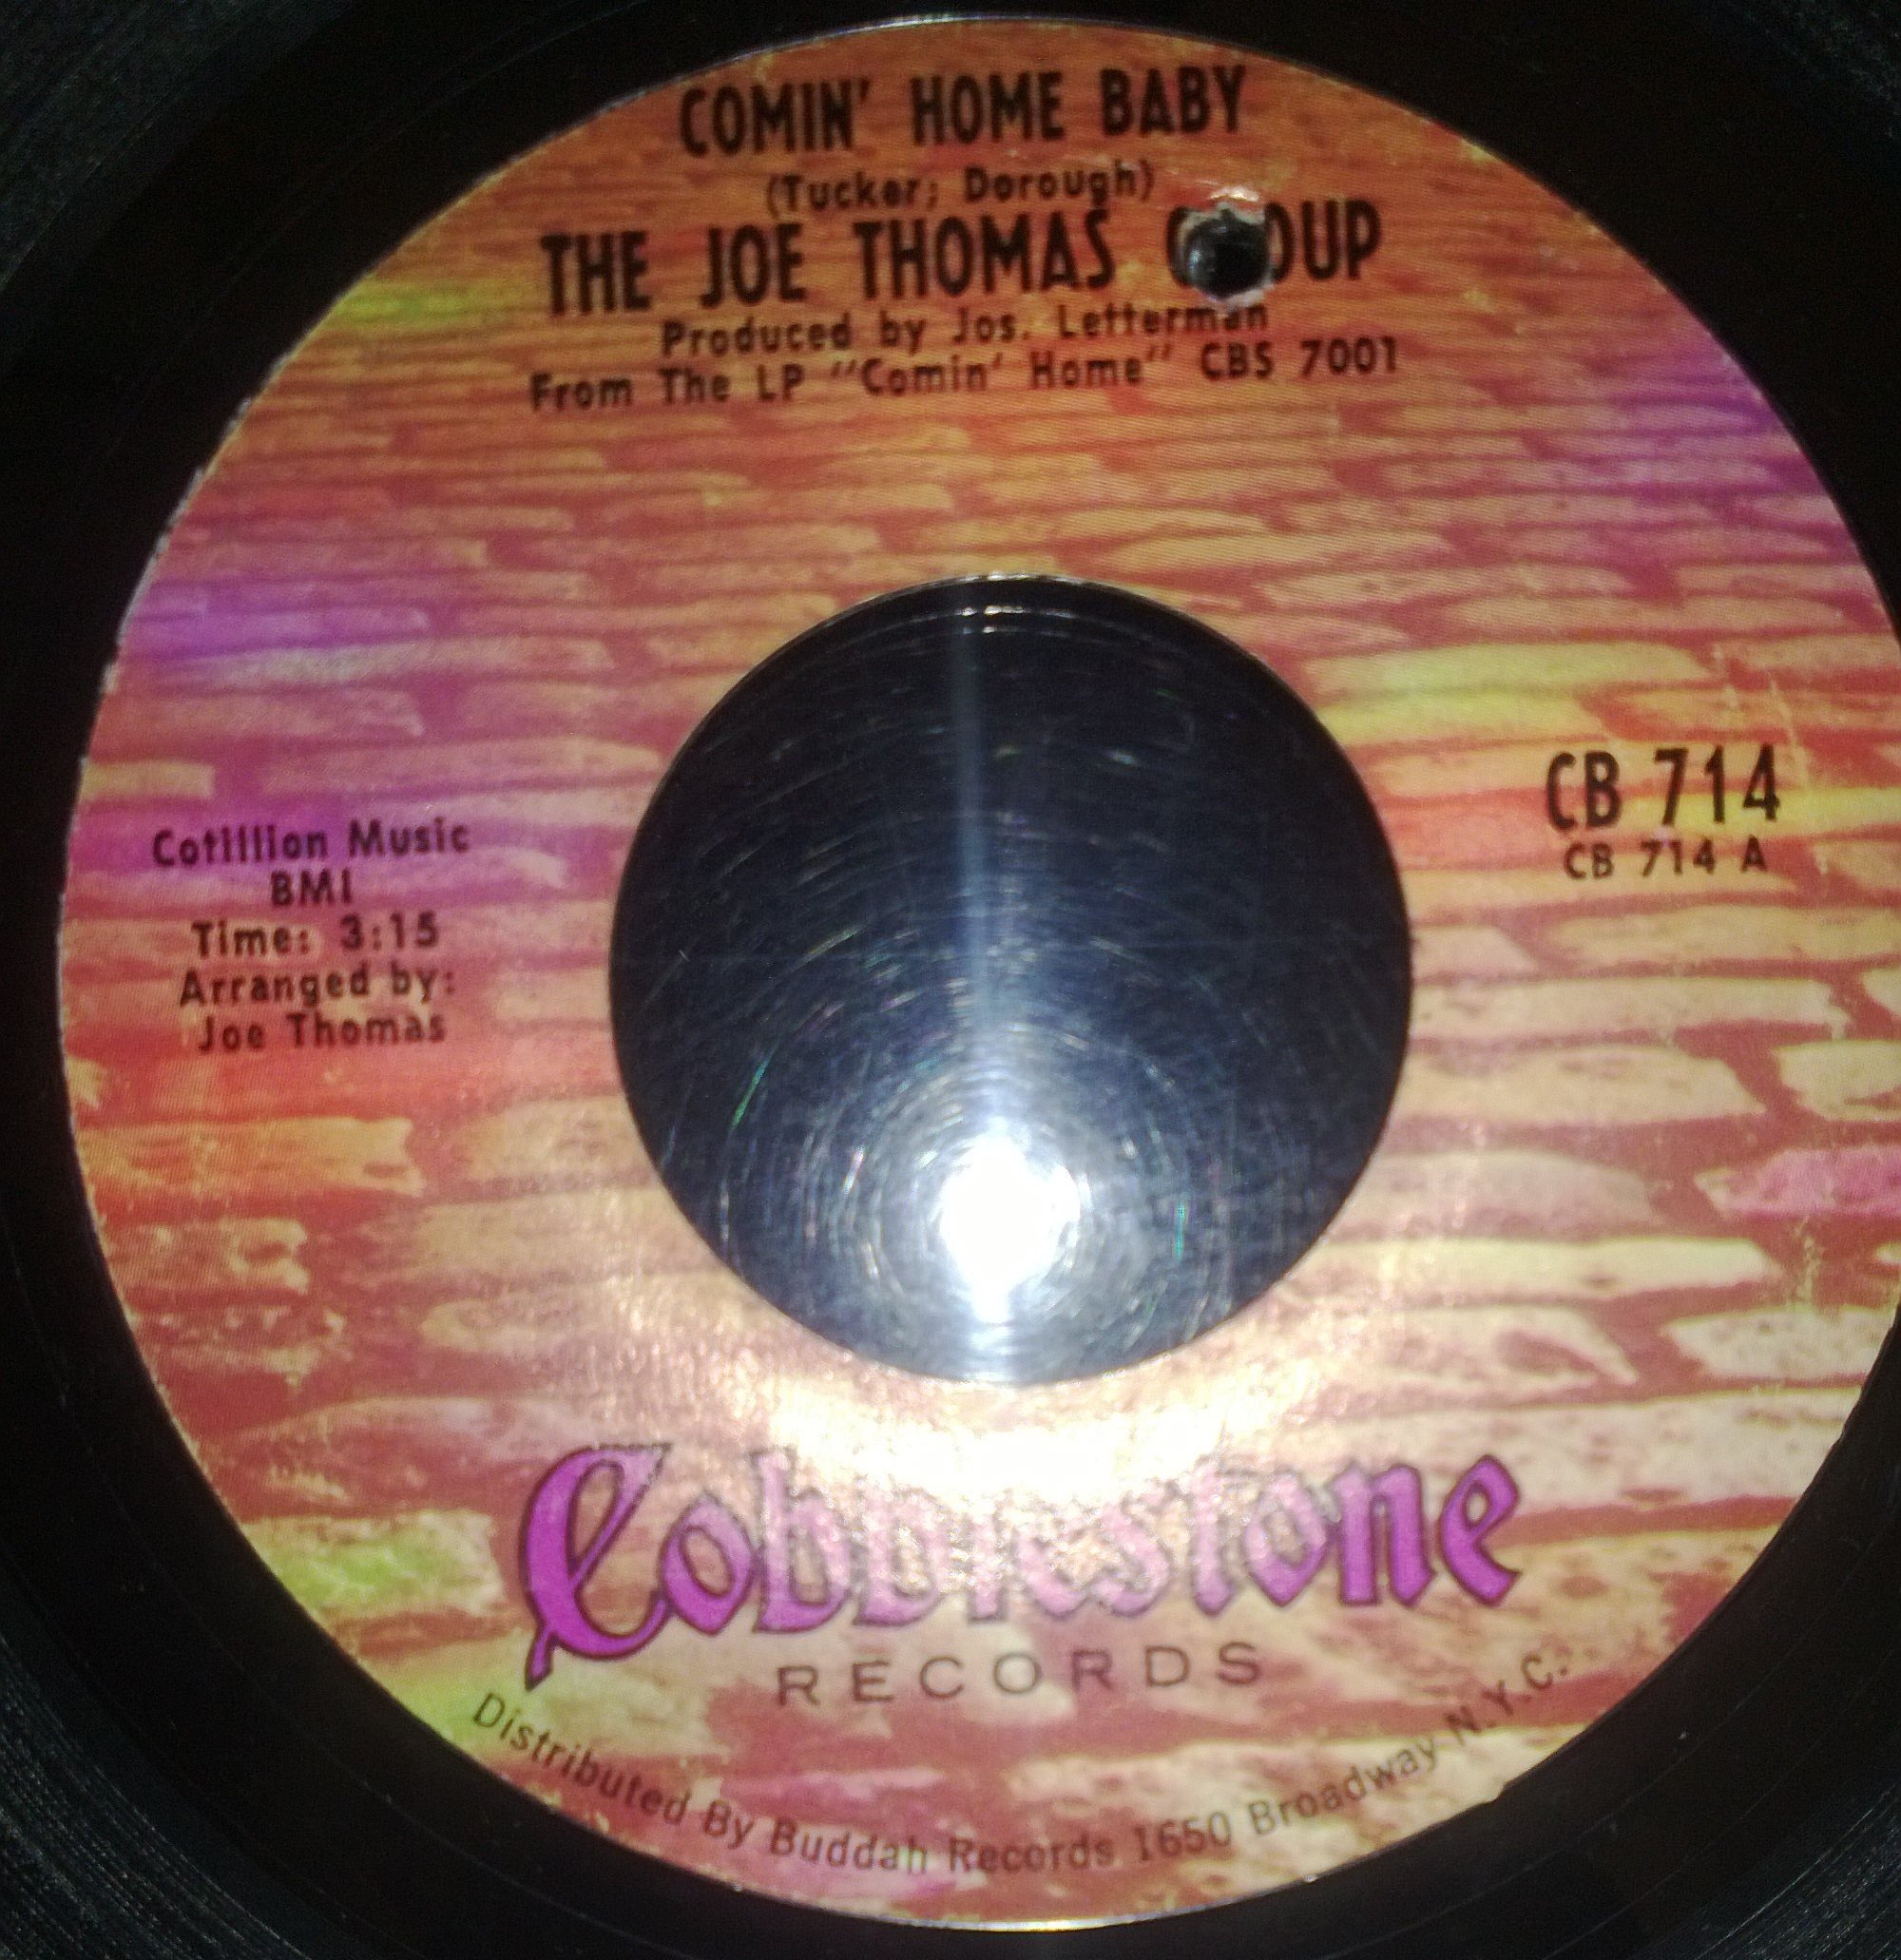 COMIN' HOME BABY
(Tucker; Dorough)
THE JOE THOMAS
Produced by Jos. Letterman
From The LP "Comin' Home" CBS 7001
CB 714
CB 714 A
Cotillion Music
BMI
Time: 3:15
Arranged by:
Joe Thomas
Cobblestone
RECORDS
Distributed By Buddah Records 1650 Broadway N.Y.C.